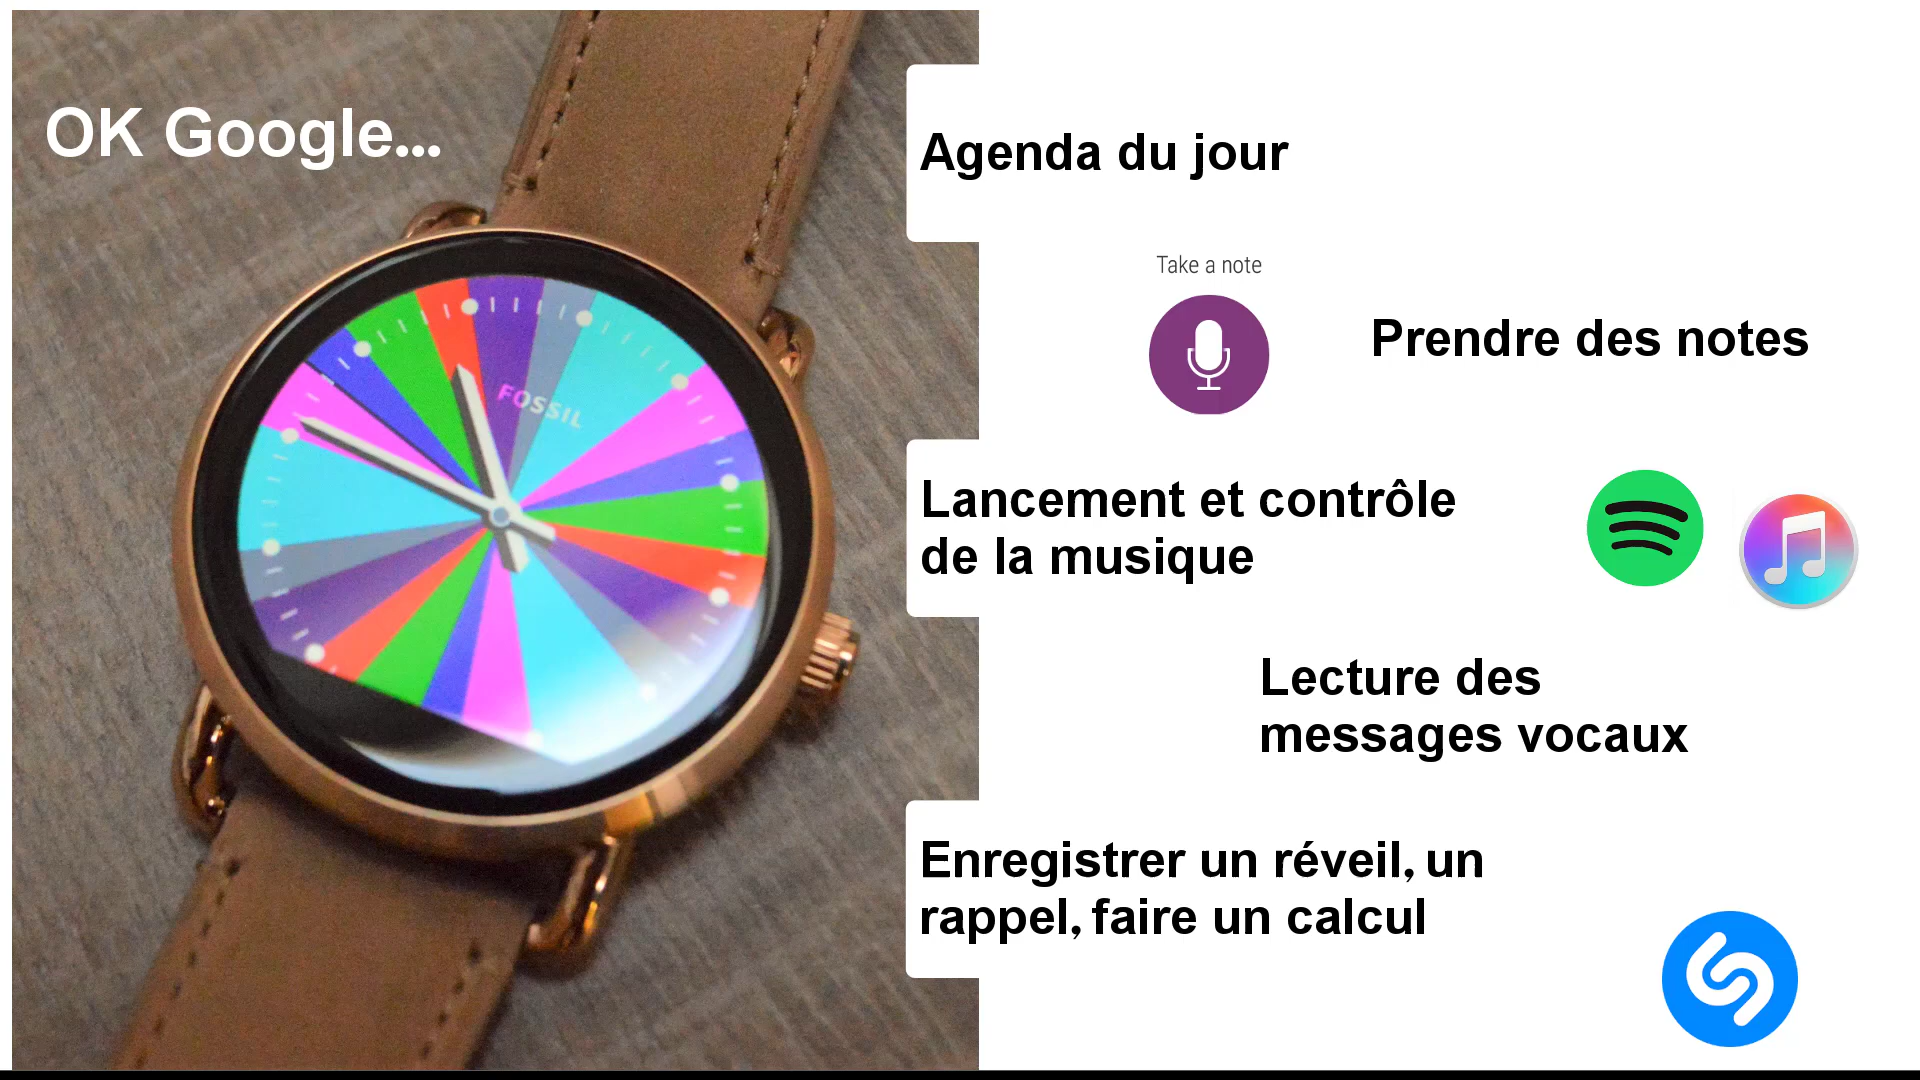 OK Google...
FOSSIL
Agenda du jour
Take a note
Prendre des notes
Lancement et contrôle
de la musique
Lecture des
messages vocaux
Enregistrer un réveil, un
rappel, faire un calcul